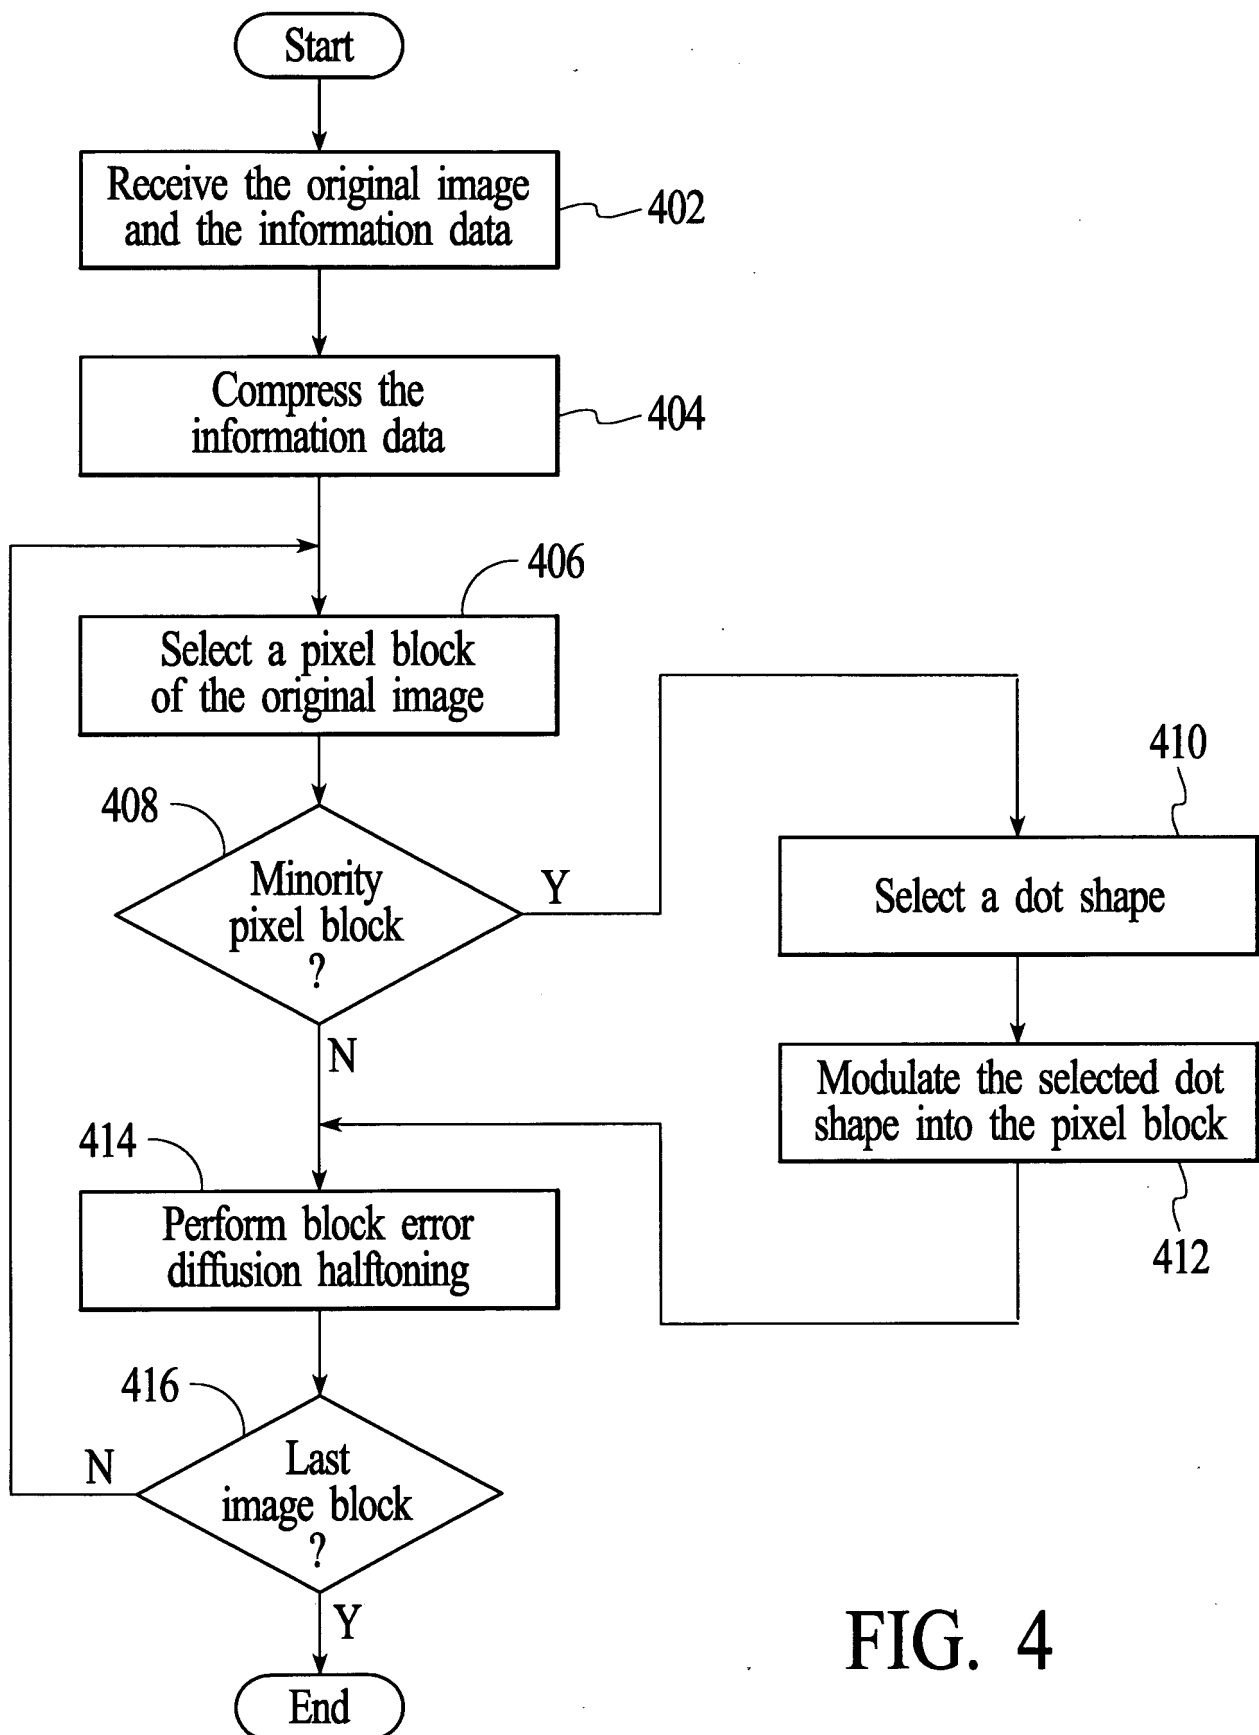 Start
Receive the original image
and the information data
402
Compress the
information data
404
406
Select a pixel block
of the original image
408
Minority
pixel block
?
Y
N
410
Select a dot shape
Modulate the selected dot
shape into the pixel block
412
414
Perform block error
diffusion halftoning
416
Last
image block
?
N
Y
End
FIG. 4